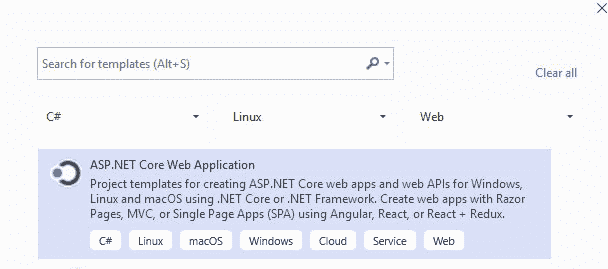 Search for templates (Alt+S)
Clear all
C# Linux Web
ASP.NET Core Web Application
Project templates for creating ASP.NET Core web apps and web APIs for Windows,
Linux and macOS using .NET Core or .NET Framework. Create web apps with Razor
Pages, MVC, or Single Page Apps (SPA) using Angular, React, or React + Redux.
C# Linux macOS Windows Cloud Service Web